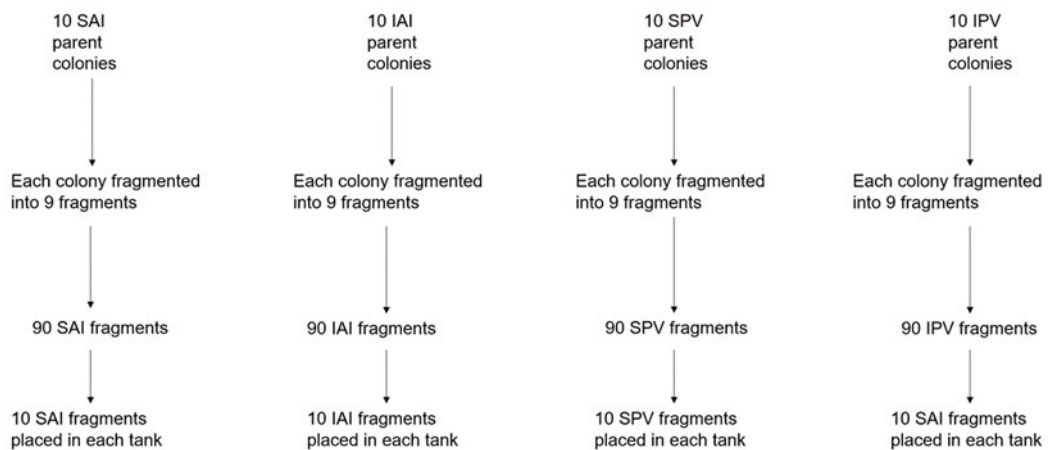 10 SAI
parent
colonies
10 IAI
parent
colonies
10 SPV
parent
colonies
10 IPV
parent
colonies
Each colony fragmented
into 9 fragments
Each colony fragmented
into 9 fragments
Each colony fragmented
into 9 fragments
Each colony fragmented
into 9 fragments
90 SAI fragments
90 IAI fragments
90 SPV fragments
90 IPV fragments
10 SAI fragments
placed in each tank
10 IAI fragments
placed in each tank
10 SPV fragments
placed in each tank
10 SAI fragments
placed in each tank